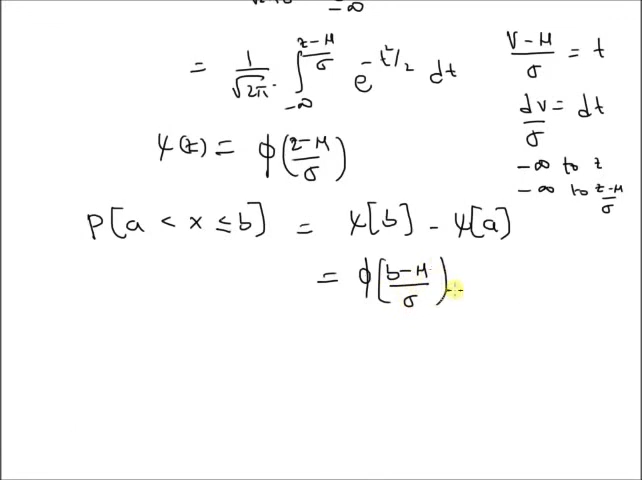 -∞
= 1/√2π ∫_{-∞}^{(z-μ)/σ} e^{-t²/2} dt
(V-μ)/σ = t
dv/σ = dt
-∞ to z
-∞ to (z-μ)/σ
Ψ(z) = ϕ((z-μ)/σ)
P[a < x ≤ b] = Ψ[b] - Ψ[a]
= ϕ((b-μ)/σ)